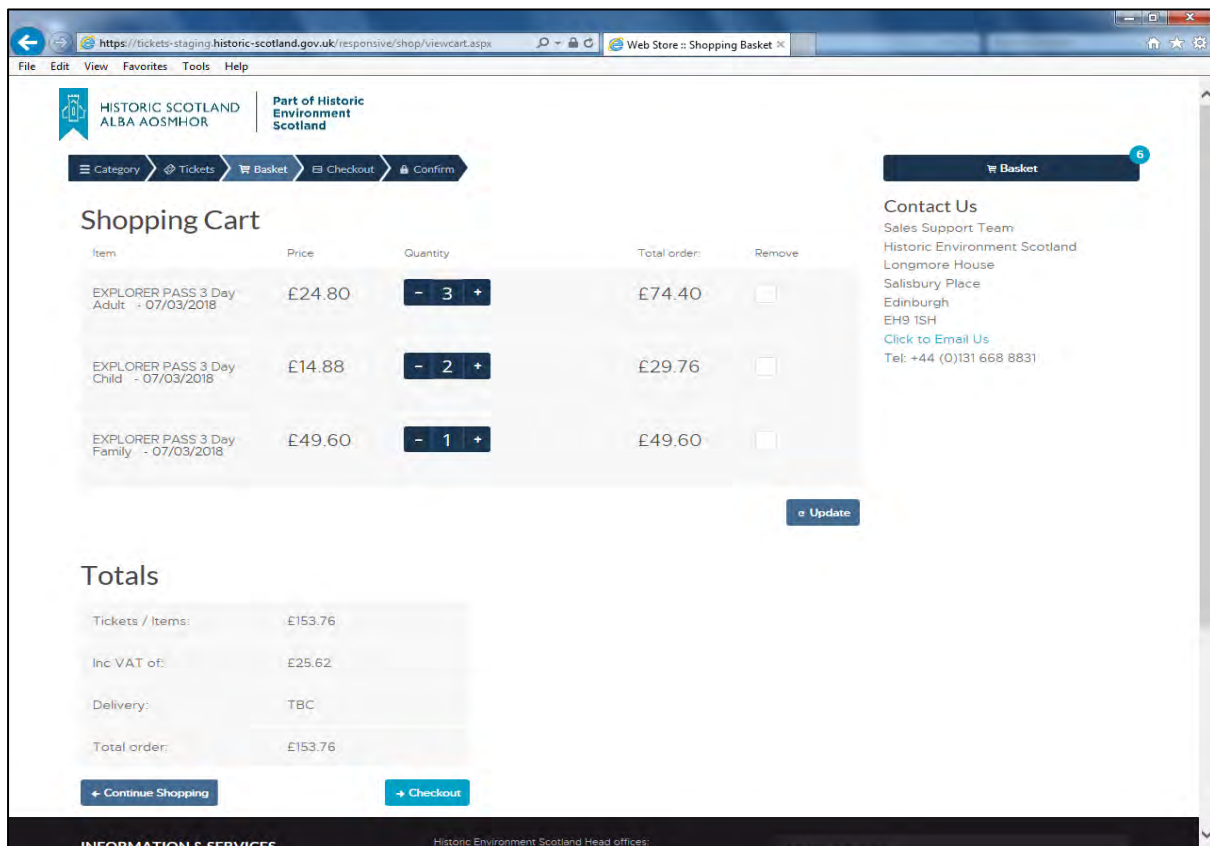 https://tickets-staging.historic-scotland.gov.uk/responsive/shop/viewcart.aspx
Web Store :: Shopping Basket
File Edit View Favorites Tools Help
HISTORIC SCOTLAND
ALBA AOSMHOR
Part of Historic
Environment
Scotland
Category Tickets Basket Checkout Confirm
Basket
6
Shopping Cart
Item Price Quantity Total order: Remove
EXPLORER PASS 3 Day
Adult - 07/03/2018
£24.80 - 3 + £74.40
EXPLORER PASS 3 Day
Child - 07/03/2018
£14.88 - 2 + £29.76
EXPLORER PASS 3 Day
Family - 07/03/2018
£49.60 - 1 + £49.60
Update
Contact Us
Sales Support Team
Historic Environment Scotland
Longmore House
Salisbury Place
Edinburgh
EH9 1SH
Click to Email Us
Tel: +44 (0)131 668 8831
Totals
Tickets / Items: £153.76
Inc VAT of: £25.62
Delivery: TBC
Total order: £153.76
Continue Shopping
Checkout
INFORMATION & SERVICES
Historic Environment Scotland Head offices: